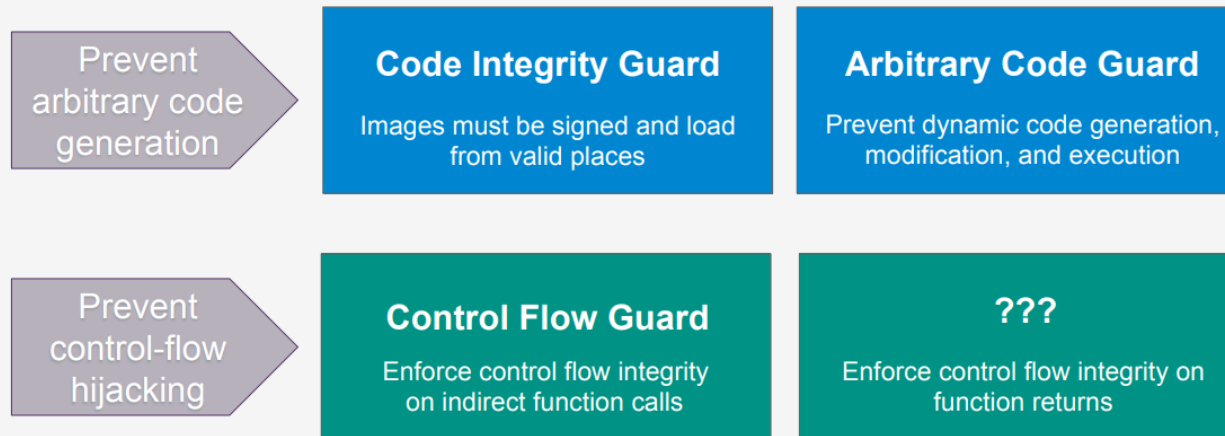 Prevent
arbitrary code
generation
Code Integrity Guard
Images must be signed and load
from valid places
Arbitrary Code Guard
Prevent dynamic code generation,
modification, and execution
Prevent
control-flow
hijacking
Control Flow Guard
Enforce control flow integrity
on indirect function calls
???
Enforce control flow integrity on
function returns